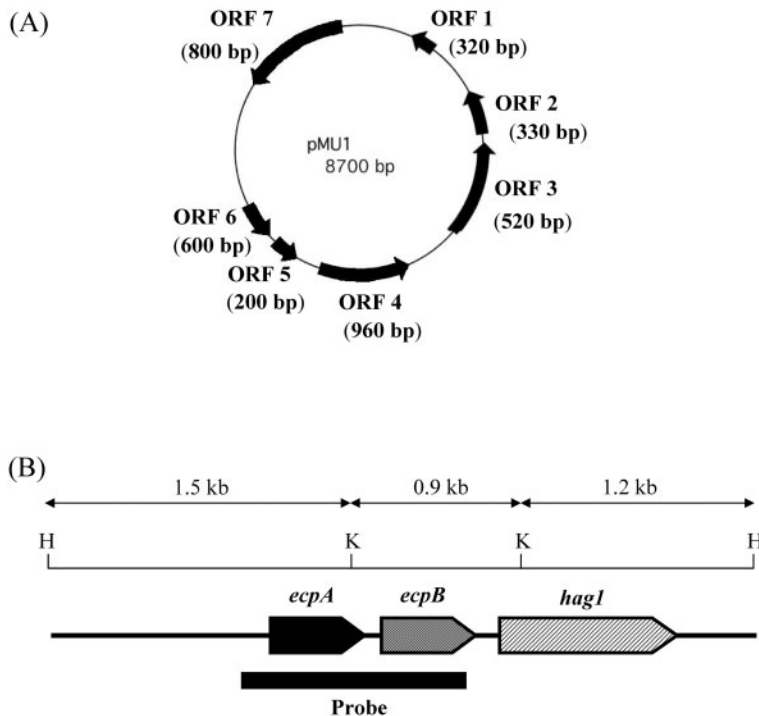 (A)
ORF 7
(800 bp)
ORF 1
(320 bp)
ORF 2
(330 bp)
pMU1
8700 bp
ORF 3
(520 bp)
ORF 6
(600 bp)
ORF 5
(200 bp)
ORF 4
(960 bp)
(B)
1.5 kb 0.9 kb 1.2 kb
H K K H
ecpA ecpB hag1
Probe